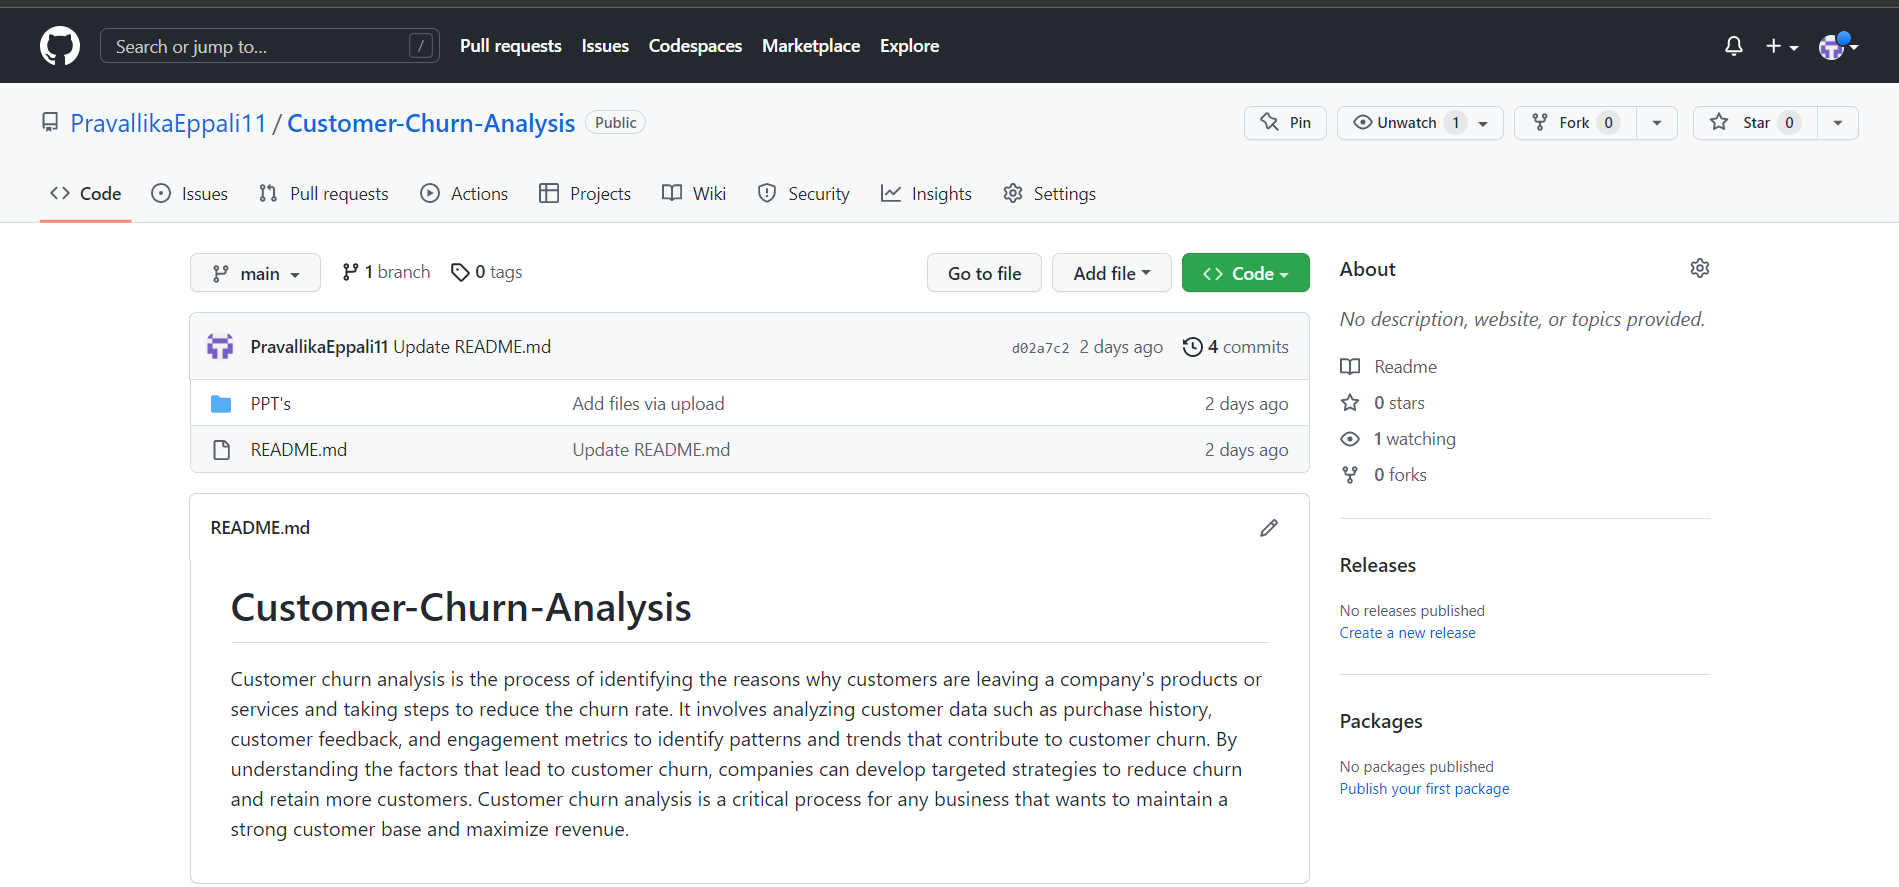 Search or jump to...
/
Pull requests
Issues
Codespaces
Marketplace
Explore
PravallikaEppali11 / Customer-Churn-Analysis
Public
Pin
Unwatch 1
Fork 0
Star 0
Code
Issues
Pull requests
Actions
Projects
Wiki
Security
Insights
Settings
main
1 branch
0 tags
Go to file
Add file
Code
PravallikaEppali11 Update README.md
d02a7c2 2 days ago
4 commits
PPT's
Add files via upload
2 days ago
README.md
Update README.md
2 days ago
README.md
Customer-Churn-Analysis
Customer churn analysis is the process of identifying the reasons why customers are leaving a company's products or
services and taking steps to reduce the churn rate. It involves analyzing customer data such as purchase history,
customer feedback, and engagement metrics to identify patterns and trends that contribute to customer churn. By
understanding the factors that lead to customer churn, companies can develop targeted strategies to reduce churn
and retain more customers. Customer churn analysis is a critical process for any business that wants to maintain a
strong customer base and maximize revenue.
About
No description, website, or topics provided.
Readme
0 stars
1 watching
0 forks
Releases
No releases published
Create a new release
Packages
No packages published
Publish your first package